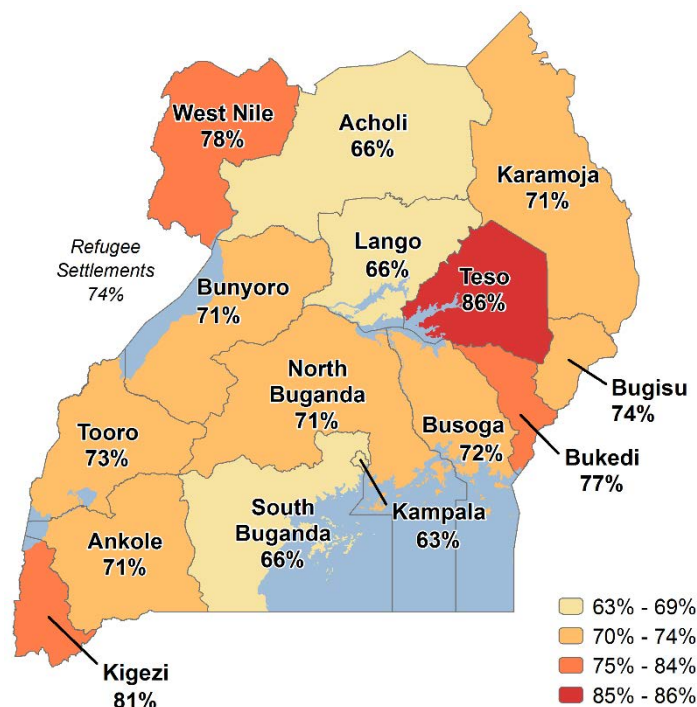 West Nile
78%
Acholi
66%
Karamoja
71%
Refugee
Settlements
74%
Lango
66%
Teso
86%
Bunyoro
71%
North
Buganda
71%
Bugisu
74%
Tooro
73%
Busoga
72%
Bukedi
77%
South
Buganda
66%
Kampala
63%
Ankole
71%
Kigezi
81%
63% - 69%
70% - 74%
75% - 84%
85% - 86%